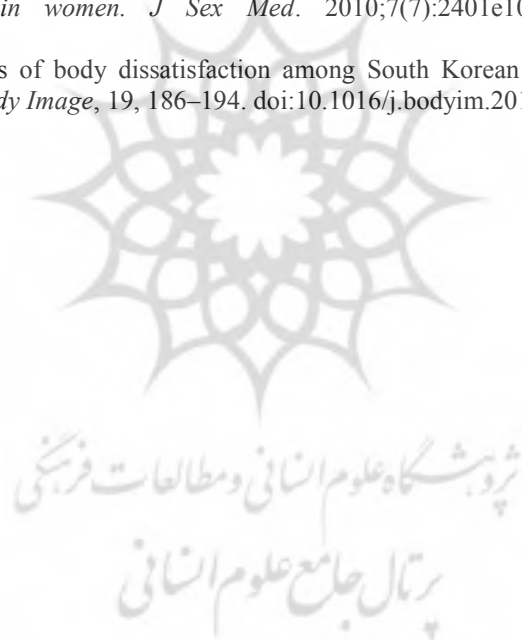 in women. J Sex Med. 2010;7(7):2401e10
s of body dissatisfaction among South Korean
dy Image, 19, 186–194. doi:10.1016/j.bodyim.201
پژوهشگاه علوم انسانی و مطالعات فرهنگی
پرتال جامع علوم انسانی